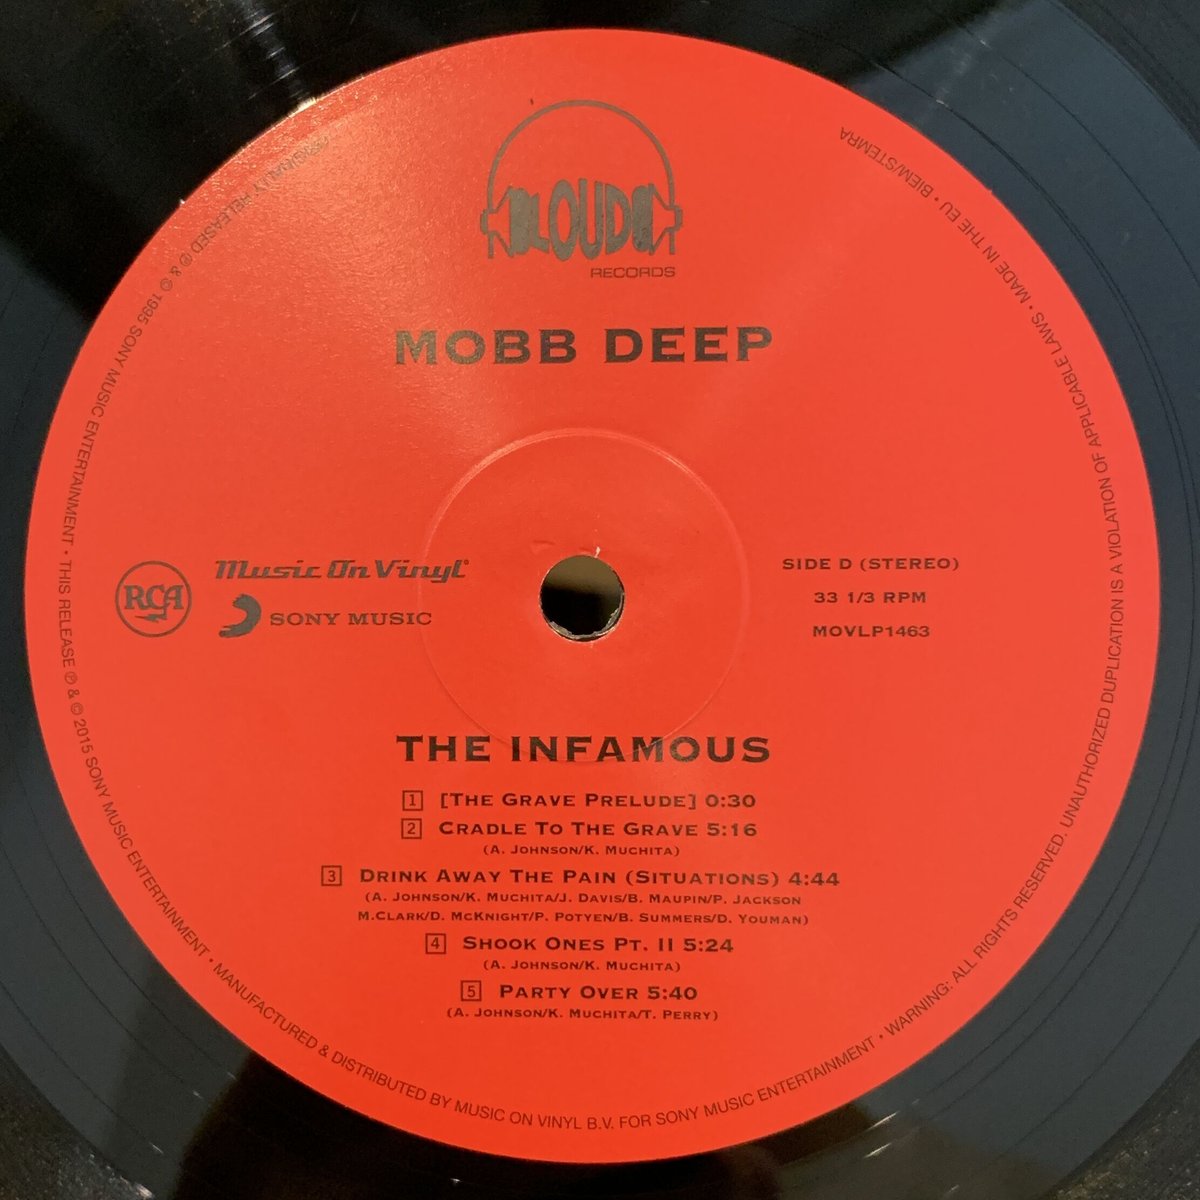 LOUD
RECORDS
MOBB DEEP
RCA
Music On Vinyl®
SONY MUSIC
SIDE D (STEREO)
33 1/3 RPM
MOVLP1463
THE INFAMOUS
1 [THE GRAVE PRELUDE] 0:30
2 CRADLE TO THE GRAVE 5:16
(A. JOHNSON/K. MUCHITA)
3 DRINK AWAY THE PAIN (SITUATIONS) 4:44
(A. JOHNSON/K. MUCHITA/J. DAVIS/B. MAUPIN/P. JACKSON
M.CLARK/D. MCKNIGHT/P. POTYEN/B. SUMMERS/D. YOUMAN)
4 SHOOK ONES PT. II 5:24
(A. JOHNSON/K. MUCHITA)
5 PARTY OVER 5:40
(A. JOHNSON/K. MUCHITA/T. PERRY)
ORIGINALLY RELEASED ℗ & © 1995 SONY MUSIC ENTERTAINMENT • THIS RELEASE ℗ & © 2015 SONY MUSIC ENTERTAINMENT • MANUFACTURED & DISTRIBUTED BY MUSIC ON VINYL B.V. FOR SONY MUSIC ENTERTAINMENT • WARNING: ALL RIGHTS RESERVED. UNAUTHORIZED DUPLICATION IS A VIOLATION OF APPLICABLE LAWS • MADE IN THE EU • BIEM/STEMRA